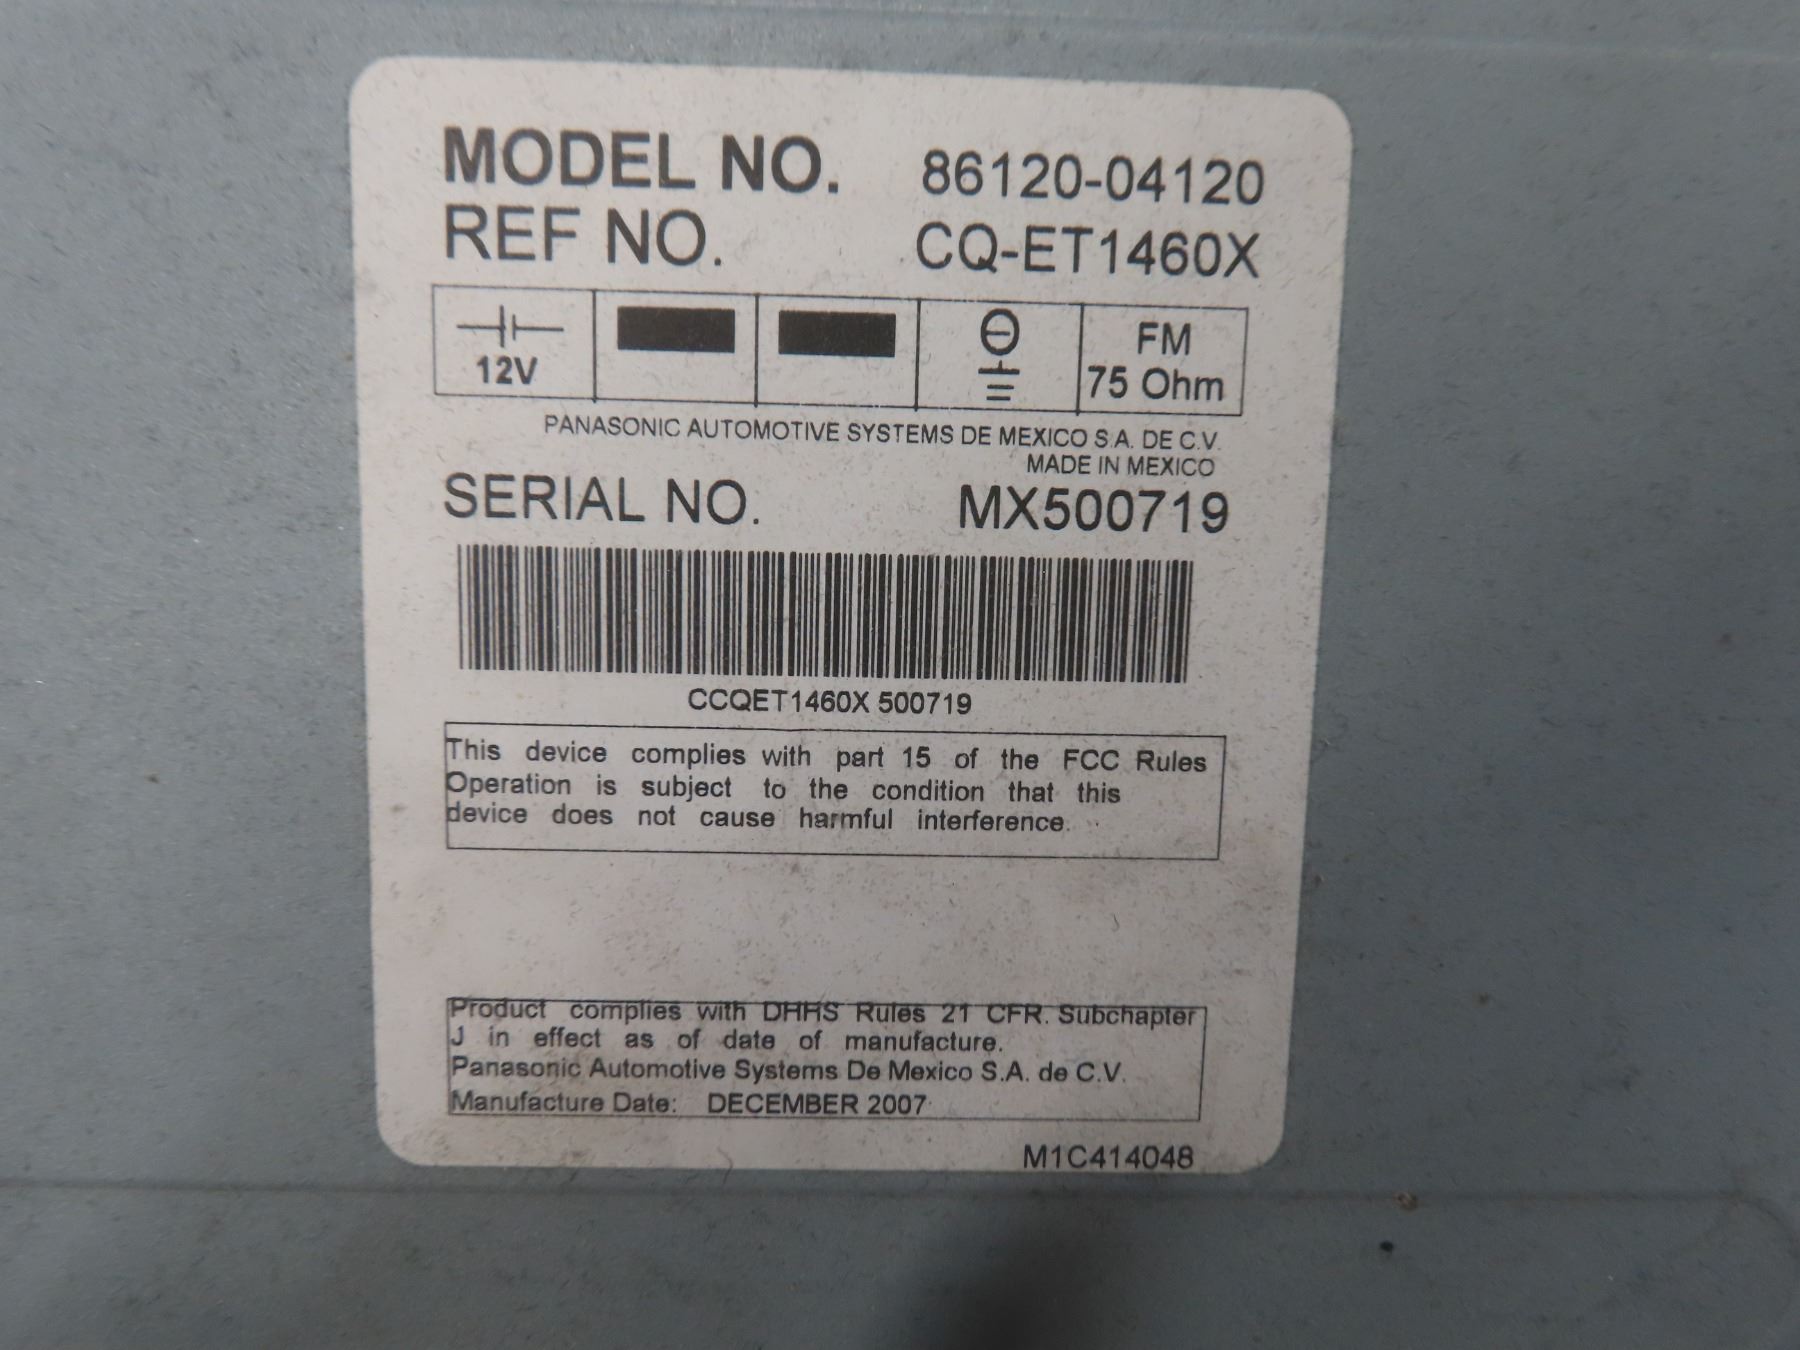 MODEL NO. 86120-04120
REF NO. CQ-ET1460X
12V
FM
75 Ohm
PANASONIC AUTOMOTIVE SYSTEMS DE MEXICO S.A. DE C.V.
MADE IN MEXICO
SERIAL NO. MX500719
CCQET1460X 500719
This device complies with part 15 of the FCC Rules
Operation is subject to the condition that this
device does not cause harmful interference.
Product complies with DHHS Rules 21 CFR. Subchapter
J in effect as of date of manufacture.
Panasonic Automotive Systems De Mexico S.A. de C.V.
Manufacture Date: DECEMBER 2007
M1C414048